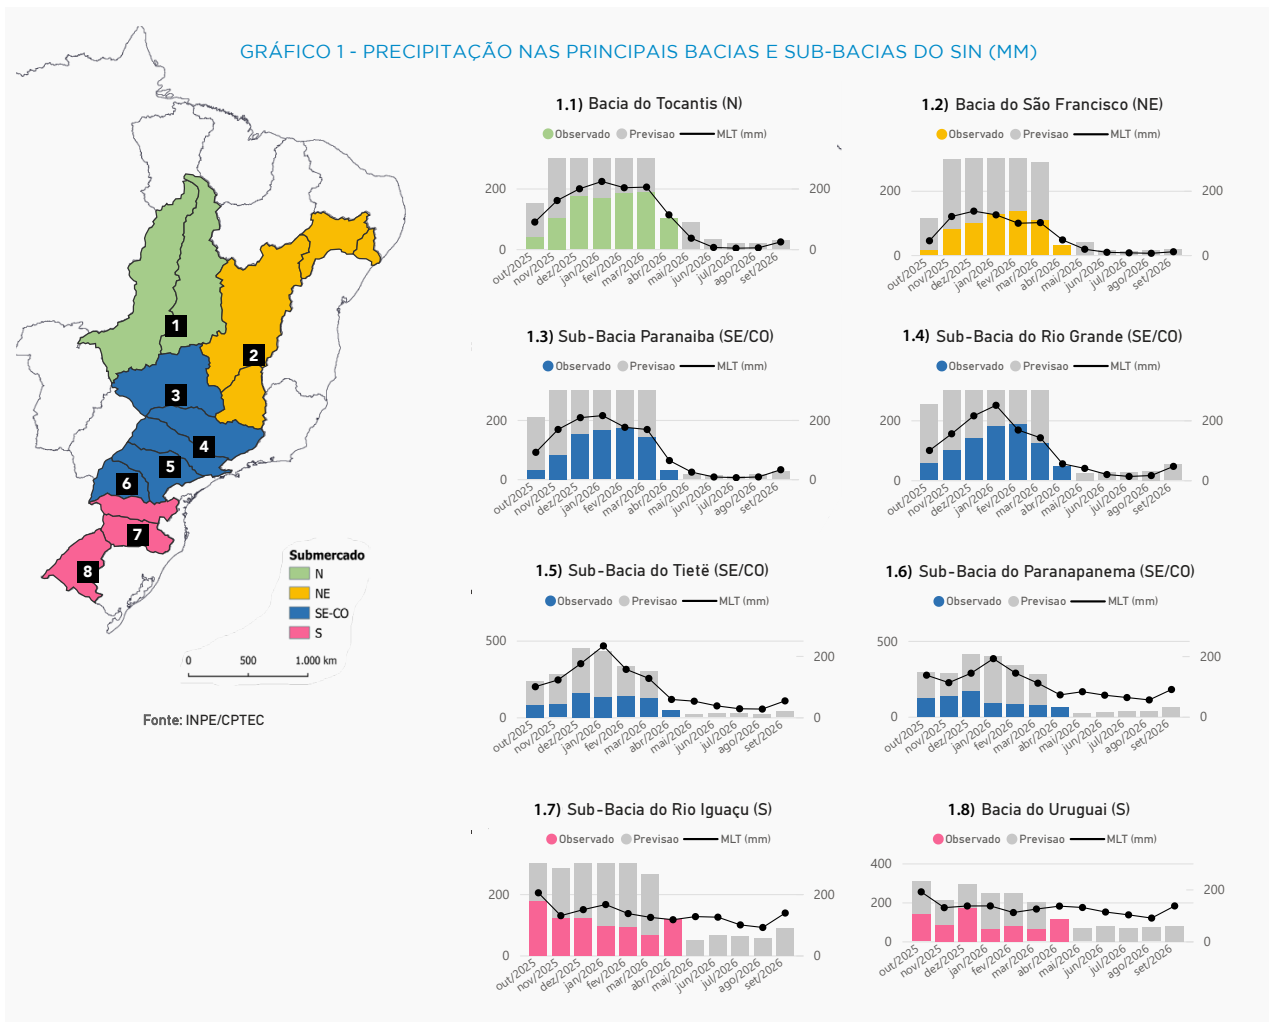 GRÁFICO 1 - PRECIPITAÇÃO NAS PRINCIPAIS BACIAS E SUB-BACIAS DO SIN (MM)
1
2
3
4
5
6
7
8
Submercado
N
NE
SE-CO
S
0 500 1.000 km
Fonte: INPE/CPTEC
1.1) Bacia do Tocantis (N)
Observado Previsao MLT (mm)
200 200
0 0
out/2025 nov/2025 dez/2025 jan/2026 fev/2026 mar/2026 abr/2026 mai/2026 jun/2026 jul/2026 ago/2026 set/2026
1.2) Bacia do São Francisco (NE)
Observado Previsao MLT (mm)
200 200
0 0
out/2025 nov/2025 dez/2025 jan/2026 fev/2026 mar/2026 abr/2026 mai/2026 jun/2026 jul/2026 ago/2026 set/2026
1.3) Sub-Bacia Paranaiba (SE/CO)
Observado Previsao MLT (mm)
200 200
0 0
out/2025 nov/2025 dez/2025 jan/2026 fev/2026 mar/2026 abr/2026 mai/2026 jun/2026 jul/2026 ago/2026 set/2026
1.4) Sub-Bacia do Rio Grande (SE/CO)
Observado Previsao MLT (mm)
200 200
0 0
out/2025 nov/2025 dez/2025 jan/2026 fev/2026 mar/2026 abr/2026 mai/2026 jun/2026 jul/2026 ago/2026 set/2026
1.5) Sub-Bacia do Tietë (SE/CO)
Observado Previsao MLT (mm)
500 200
0 0
out/2025 nov/2025 dez/2025 jan/2026 fev/2026 mar/2026 abr/2026 mai/2026 jun/2026 jul/2026 ago/2026 set/2026
1.6) Sub-Bacia do Paranapanema (SE/CO)
Observado Previsao MLT (mm)
500 200
0 0
out/2025 nov/2025 dez/2025 jan/2026 fev/2026 mar/2026 abr/2026 mai/2026 jun/2026 jul/2026 ago/2026 set/2026
1.7) Sub-Bacia do Rio Iguaçu (S)
Observado Previsao MLT (mm)
200 200
0 0
out/2025 nov/2025 dez/2025 jan/2026 fev/2026 mar/2026 abr/2026 mai/2026 jun/2026 jul/2026 ago/2026 set/2026
1.8) Bacia do Uruguai (S)
Observado Previsao MLT (mm)
400
200 200
0 0
out/2025 nov/2025 dez/2025 jan/2026 fev/2026 mar/2026 abr/2026 mai/2026 jun/2026 jul/2026 ago/2026 set/2026